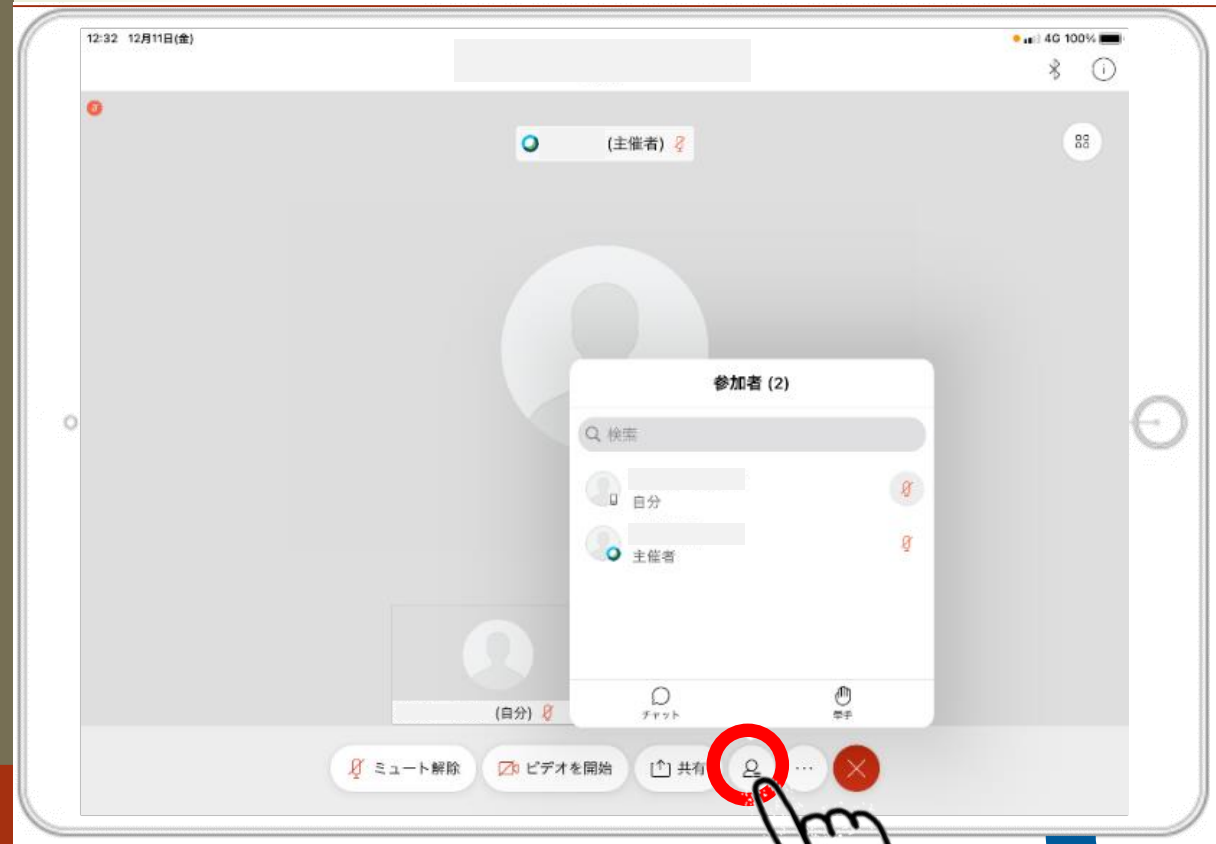 12:32 12月11日(金)
4G 100%
(主催者)
参加者 (2)
検索
自分
主催者
チャット
挙手
(自分)
ミュート解除
ビデオを開始
共有